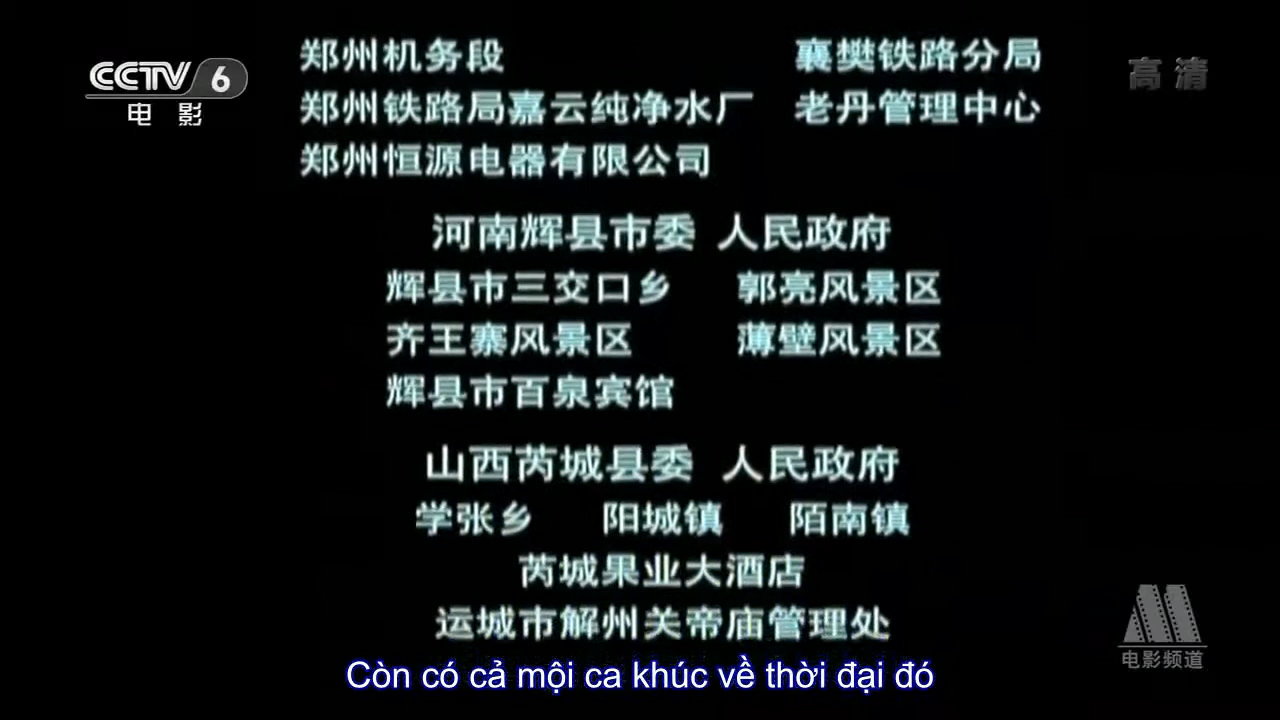 CCTV 6
电影
高清
郑州机务段 襄樊铁路分局
郑州铁路局嘉云纯净水厂 老丹管理中心
郑州恒源电器有限公司
河南辉县市委 人民政府
辉县市三交口乡 郭亮风景区
齐王寨风景区 薄壁风景区
辉县市百泉宾馆
山西芮城县委 人民政府
学张乡 阳城镇 陌南镇
芮城果业大酒店
运城市解州关帝庙管理处
电影频道
Còn có cả mội ca khúc về thời đại đó